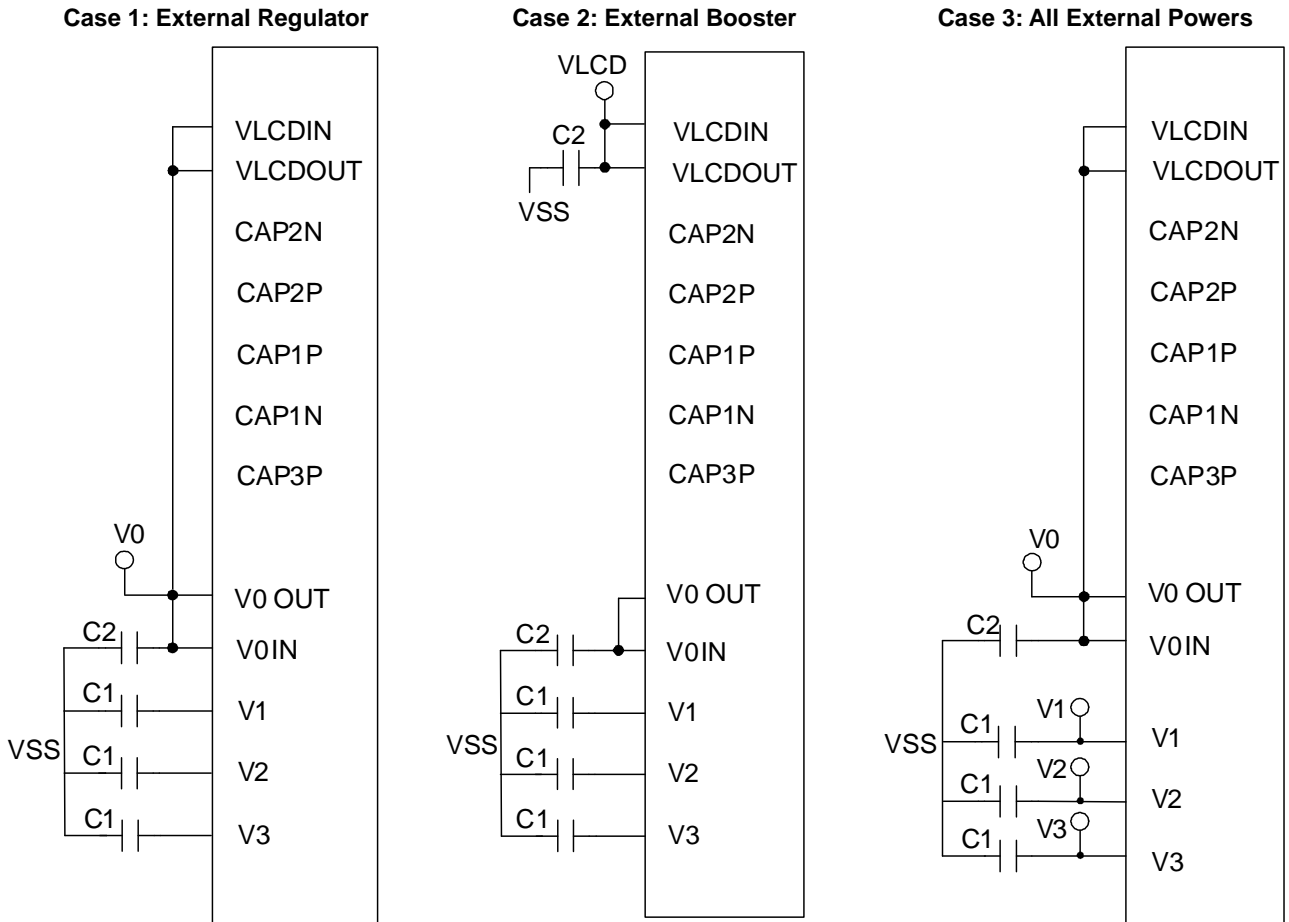 Case 1: External Regulator
VLCDIN
VLCDOUT
CAP2N
CAP2P
CAP1P
CAP1N
CAP3P
V0
V0 OUT
C2
V0IN
C1
V1
VSS
C1
V2
C1
V3
Case 2: External Booster
VLCD
VLCDIN
C2
VLCDOUT
VSS
CAP2N
CAP2P
CAP1P
CAP1N
CAP3P
V0 OUT
C2
V0IN
C1
V1
VSS
C1
V2
C1
V3
Case 3: All External Powers
VLCDIN
VLCDOUT
CAP2N
CAP2P
CAP1P
CAP1N
CAP3P
V0
V0 OUT
C2
V0IN
V1
C1
V1
VSS
V2
C1
V2
V3
C1
V3